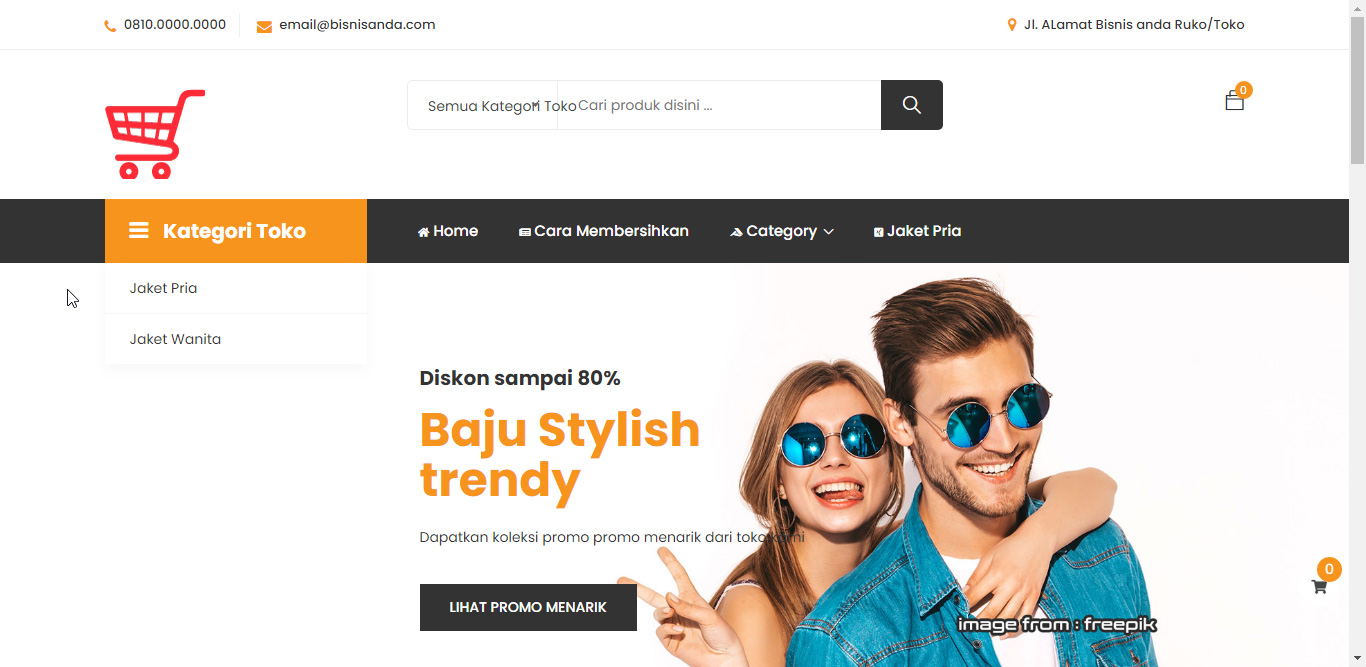 0810.0000.0000
email@bisnisanda.com
Jl. ALamat Bisnis anda Ruko/Toko
Semua Kategori Toko
Cari produk disini ...
0
Kategori Toko
Home
Cara Membersihkan
Category
Jaket Pria
Jaket Pria
Jaket Wanita
Diskon sampai 80%
Baju Stylish
trendy
Dapatkan koleksi promo promo menarik dari toko kami
LIHAT PROMO MENARIK
0
image from : freepik